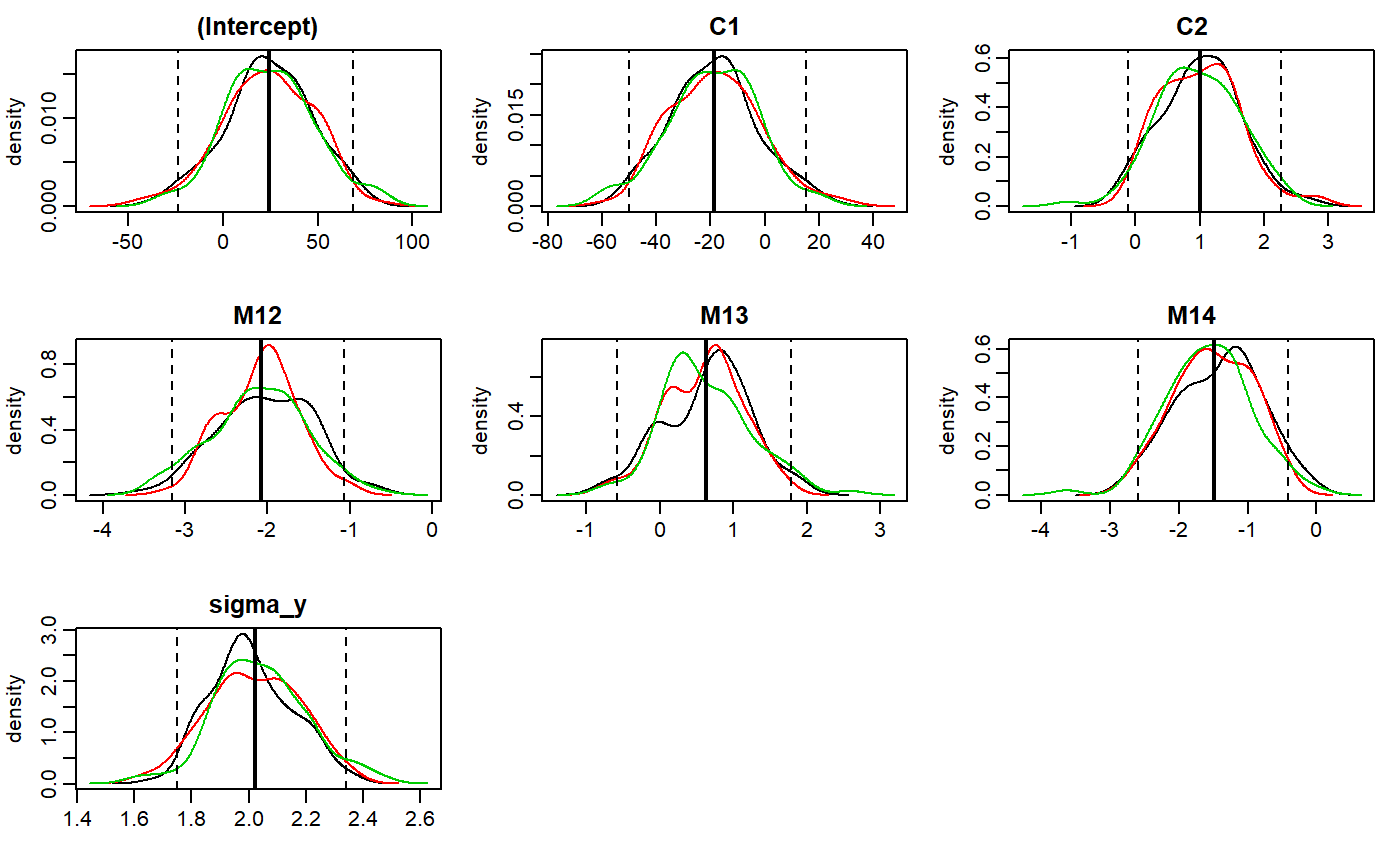 (Intercept)
density
0.000 0.010
-50 0 50 100
C1
density
0.000 0.015
-80 -60 -40 -20 0 20 40
C2
density
0.0 0.2 0.4 0.6
-1 0 1 2 3
M12
density
0.0 0.4 0.8
-4 -3 -2 -1 0
M13
density
0.0 0.4
-1 0 1 2 3
M14
density
0.0 0.2 0.4 0.6
-4 -3 -2 -1 0
sigma_y
density
0.0 1.0 2.0 3.0
1.4 1.6 1.8 2.0 2.2 2.4 2.6